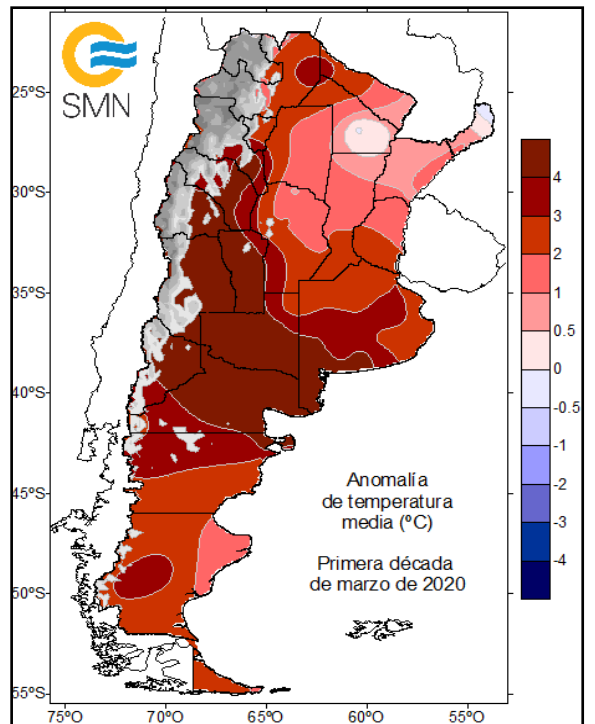 SMN
25°S
30°S
35°S
40°S
45°S
50°S
55°S
75°O
70°O
65°O
60°O
55°O
4
3
2
1
0.5
0
-0.5
-1
-2
-3
-4
Anomalía
de temperatura
media (ºC)
Primera década
de marzo de 2020